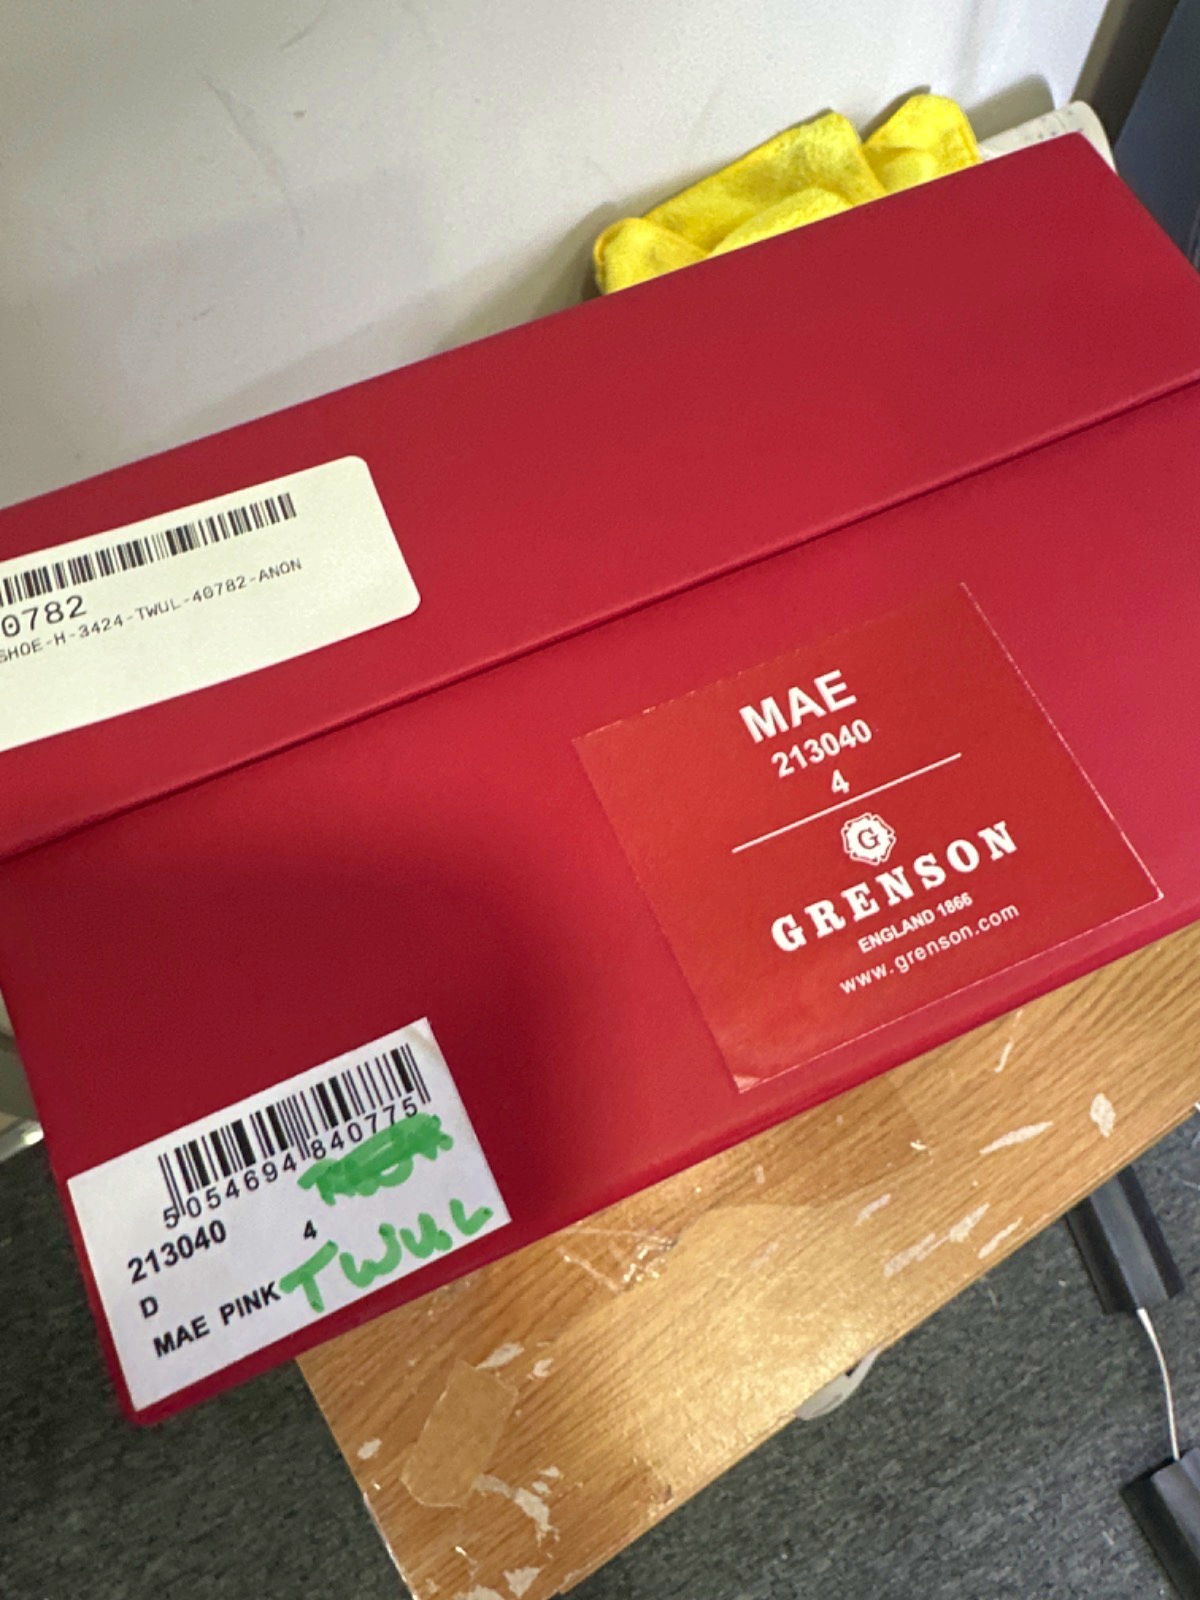 0782
SHOE-H-3424-TWUL-40782-ANON
MAE
213040
4
G
GRENSON
ENGLAND 1866
www.grenson.com
5054694840775
213040 4
D
MAE PINK
TWUL